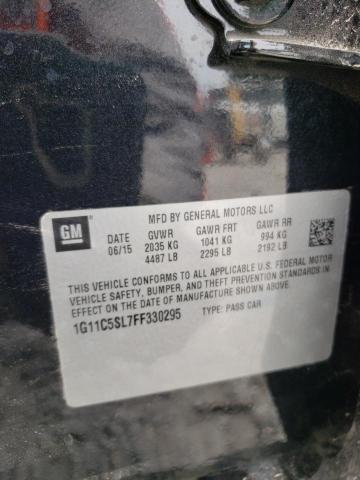 MFD BY GENERAL MOTORS LLC
GM DATE GVWR GAWR FRT GAWR RR
06/15 2035 KG 1041 KG 994 KG
4487 LB 2295 LB 2192 LB
THIS VEHICLE CONFORMS TO ALL APPLICABLE U.S. FEDERAL MOTOR
VEHICLE SAFETY, BUMPER, AND THEFT PREVENTION STANDARDS
IN EFFECT ON THE DATE OF MANUFACTURE SHOWN ABOVE.
1G11C5SL7FF330295 TYPE: PASS CAR